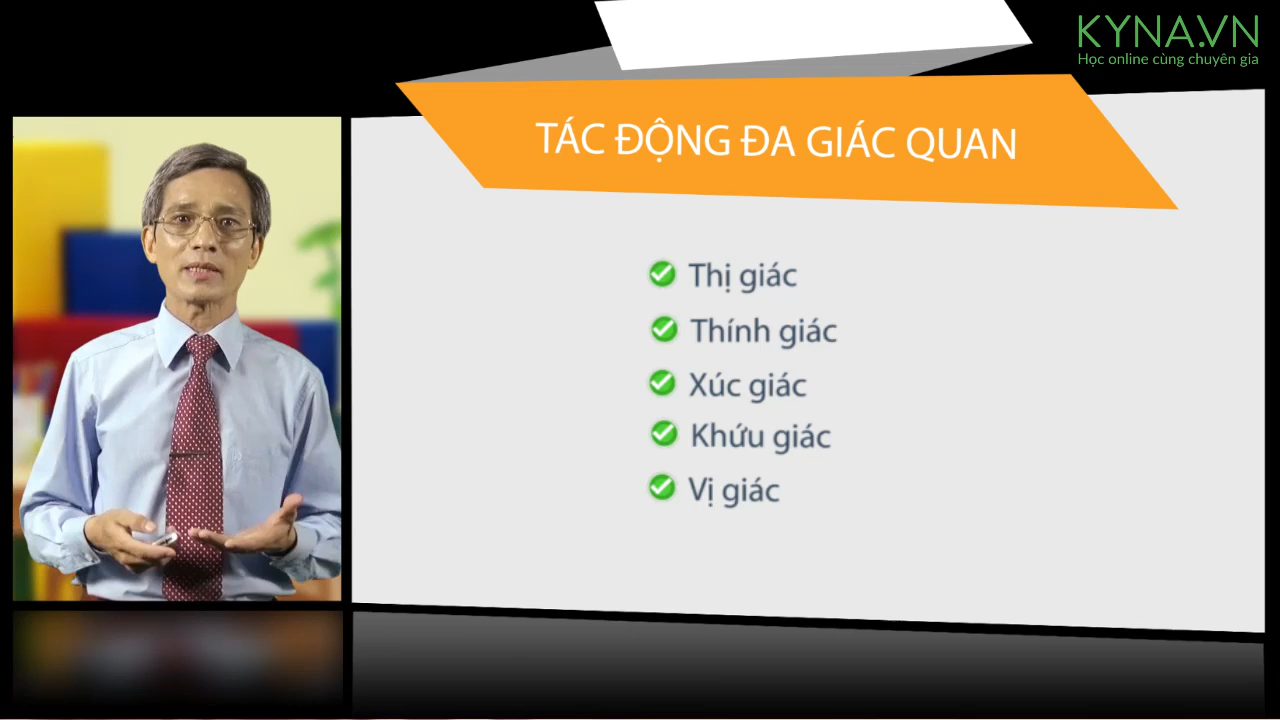 KYNA.VN
Học online cùng chuyên gia
TÁC ĐỘNG ĐA GIÁC QUAN
Thị giác
Thính giác
Xúc giác
Khứu giác
Vị giác